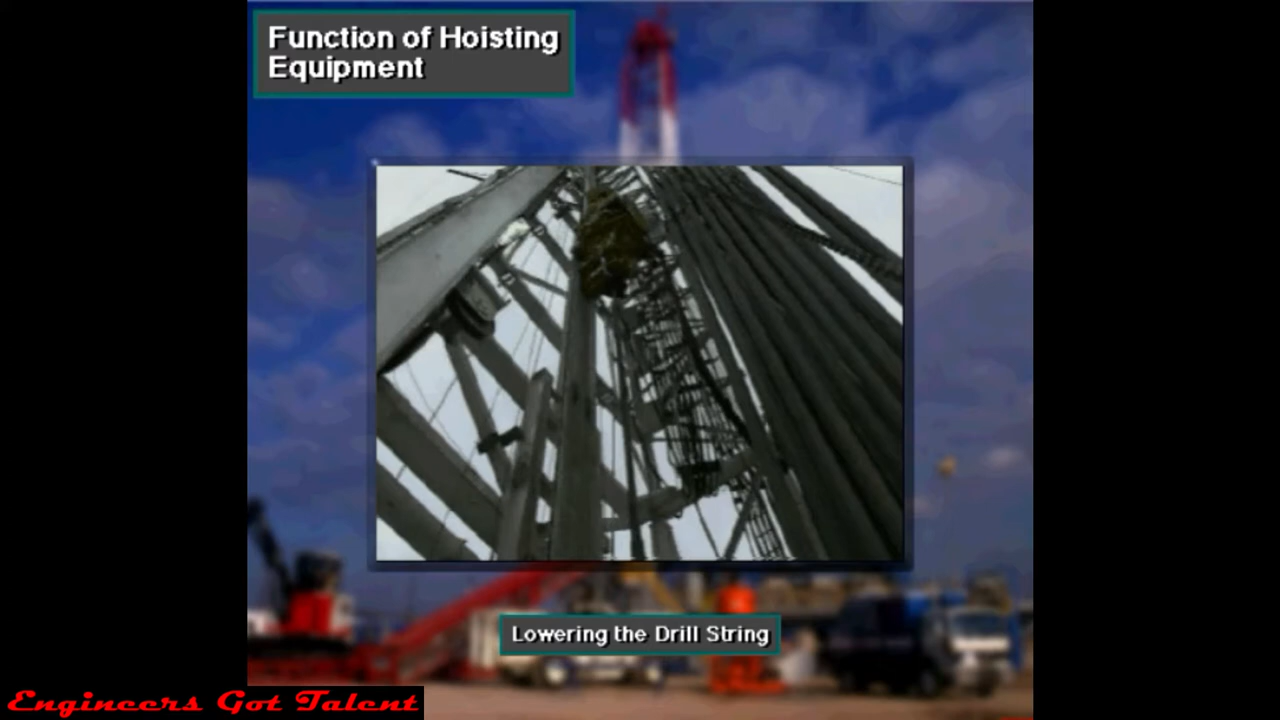 Function of Hoisting
Equipment
Lowering the Drill String
Engineers Got Talent